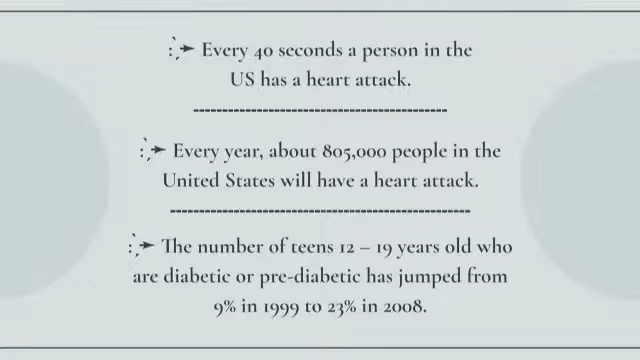 Every 40 seconds a person in the
US has a heart attack.
Every year, about 805,000 people in the
United States will have a heart attack.
The number of teens 12 – 19 years old who
are diabetic or pre-diabetic has jumped from
9% in 1999 to 23% in 2008.